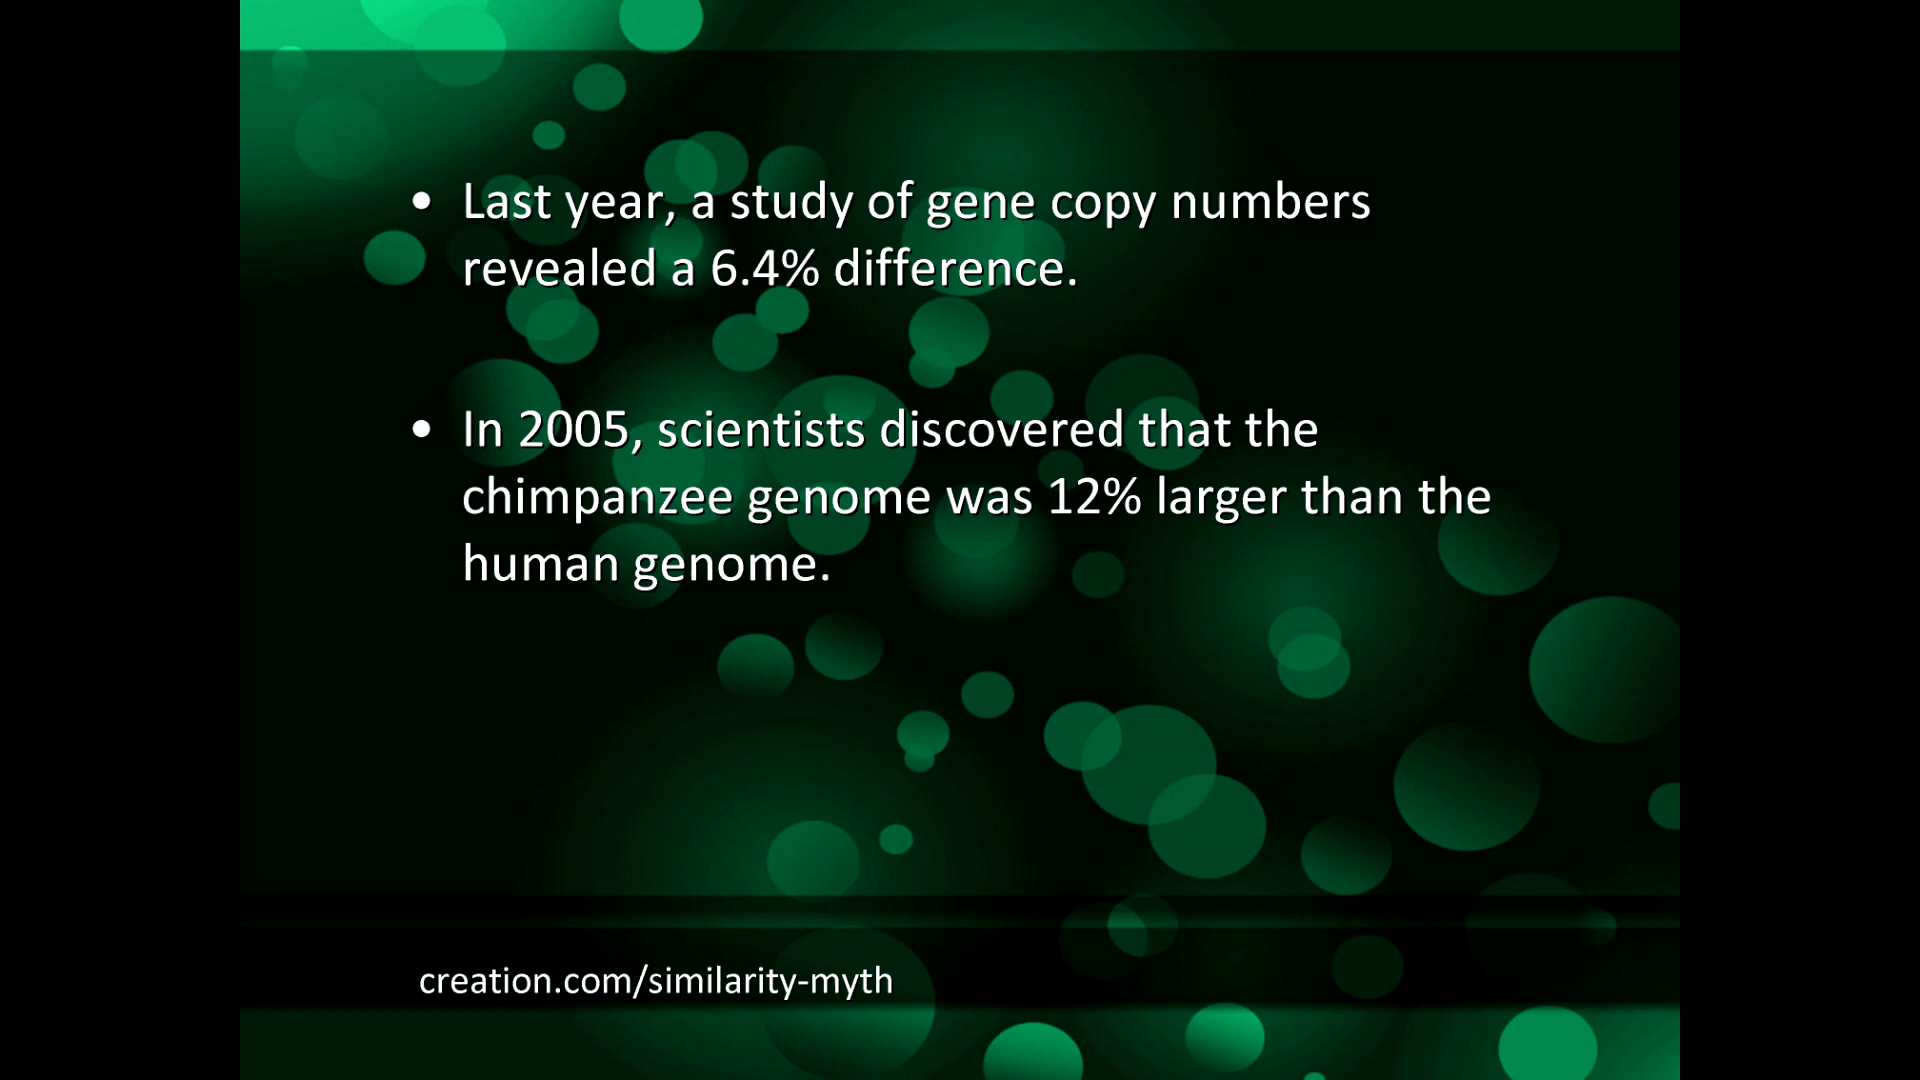 • Last year, a study of gene copy numbers
revealed a 6.4% difference.
• In 2005, scientists discovered that the
chimpanzee genome was 12% larger than the
human genome.
creation.com/similarity-myth